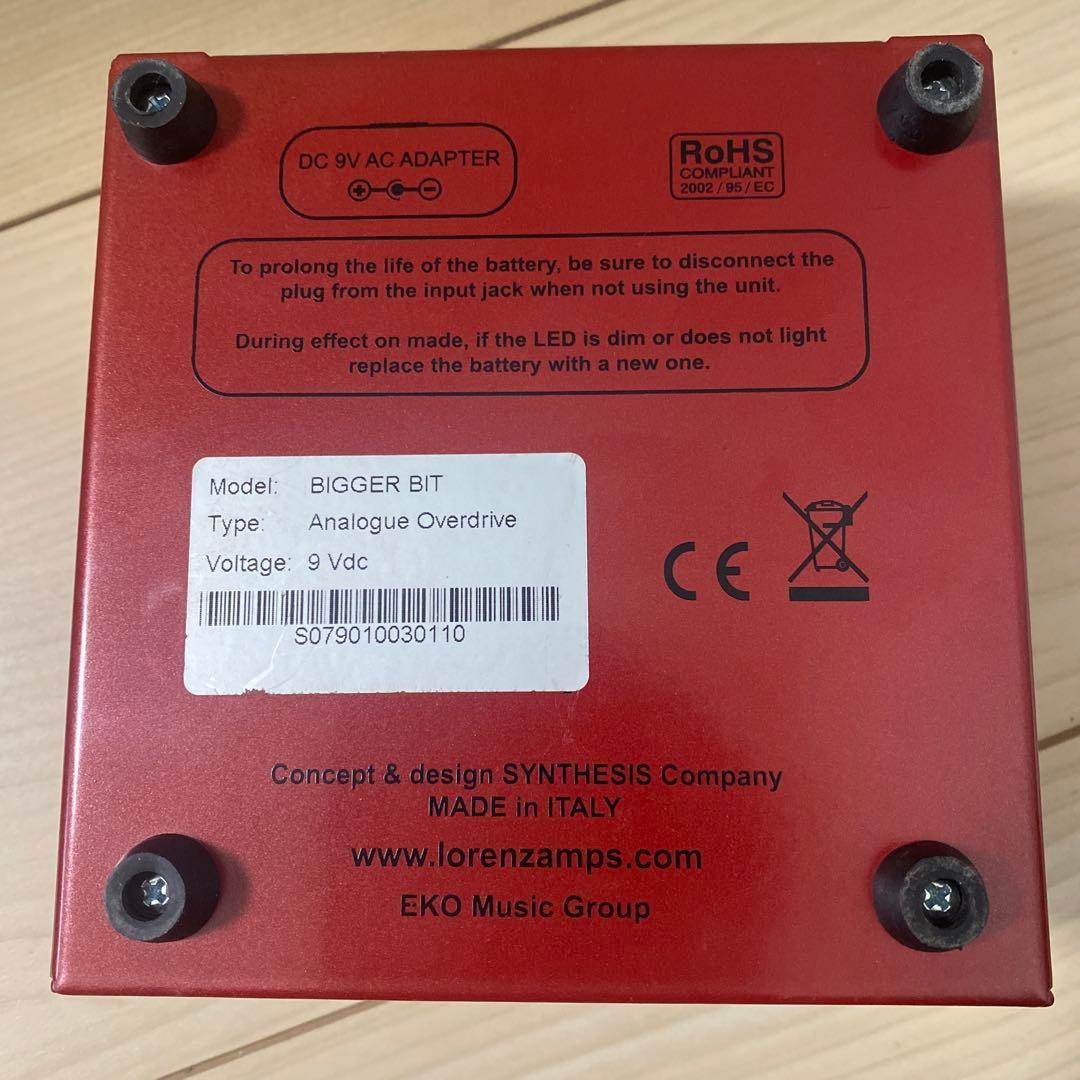 DC 9V AC ADAPTER
RoHS
COMPLIANT
2002 / 95 / EC
To prolong the life of the battery, be sure to disconnect the
plug from the input jack when not using the unit.
During effect on made, if the LED is dim or does not light
replace the battery with a new one.
Model: BIGGER BIT
Type: Analogue Overdrive
Voltage: 9 Vdc
S079010030110
CE
Concept & design SYNTHESIS Company
MADE in ITALY
www.lorenzamps.com
EKO Music Group